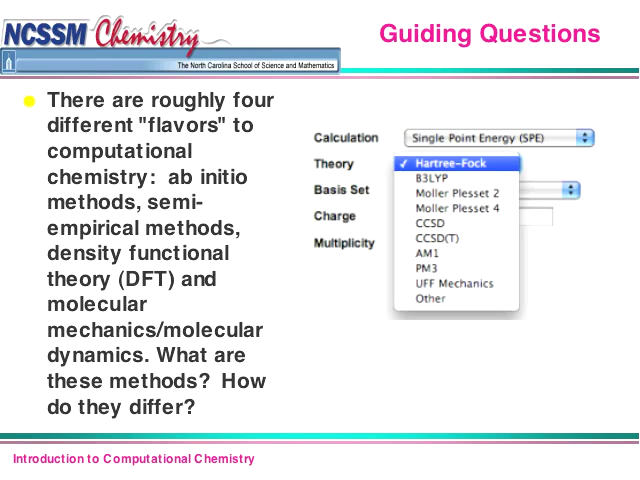 NCSSM Chemistry
The North Carolina School of Science and Mathematics
Guiding Questions
There are roughly four
different "flavors" to
computational
chemistry: ab initio
methods, semi-
empirical methods,
density functional
theory (DFT) and
molecular
mechanics/molecular
dynamics. What are
these methods? How
do they differ?
Calculation Single Point Energy (SPE)
Theory ✓ Hartree-Fock
B3LYP
Basis Set
Moller Plesset 2
Moller Plesset 4
Charge
CCSD
Multiplicity CCSD(T)
AM1
PM3
UFF Mechanics
Other
Introduction to Computational Chemistry